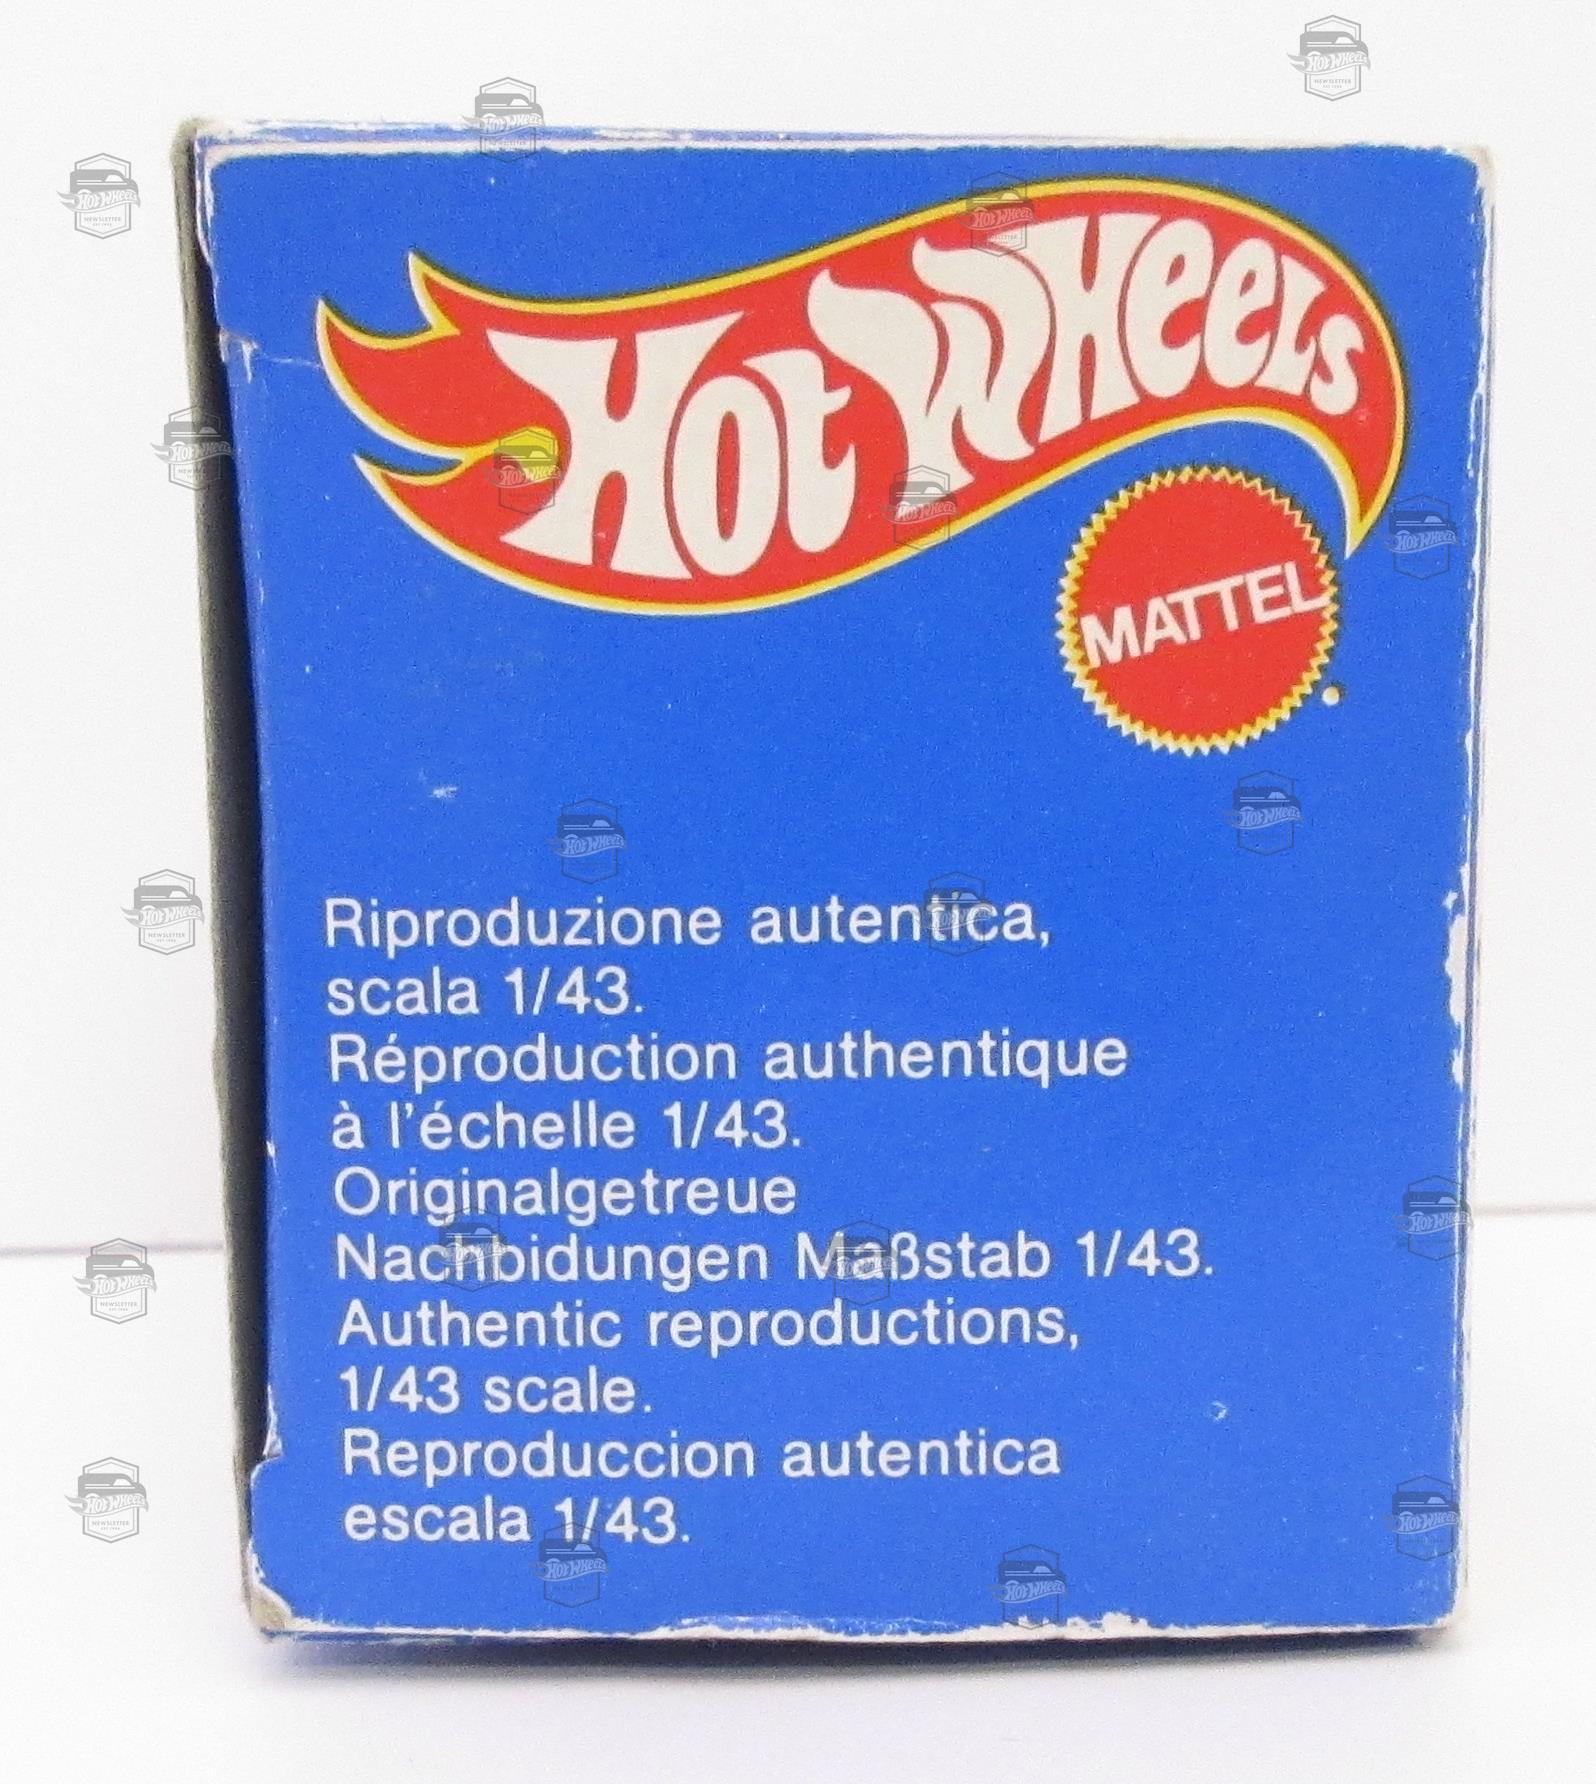 Hot Wheels
MATTEL
Riproduzione autentica,
scala 1/43.
Réproduction authentique
à l'échelle 1/43.
Originalgetreue
Nachbidungen Maßstab 1/43.
Authentic reproductions,
1/43 scale.
Reproduccion autentica
escala 1/43.